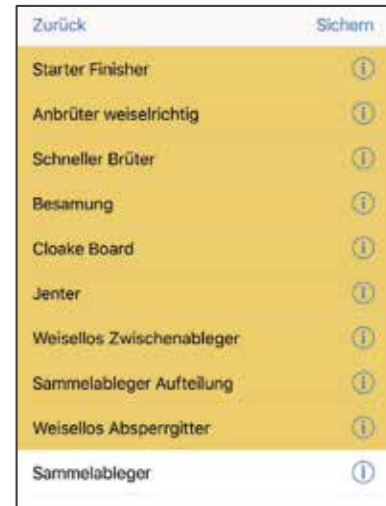 Zurück Sichern
Starter Finisher
Anbrüter weiselrichtig
Schneller Brüter
Besamung
Cloake Board
Jenter
Weisellos Zwischenableger
Sammelableger Aufteilung
Weisellos Absperrgitter
Sammelableger